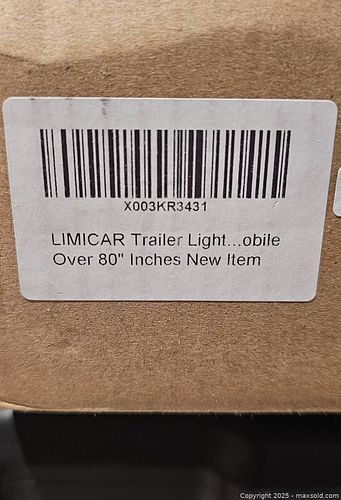 X003KR3431
LIMICAR Trailer Light...obile
Over 80" Inches New Item
Copyright 2025 - maxsold.com